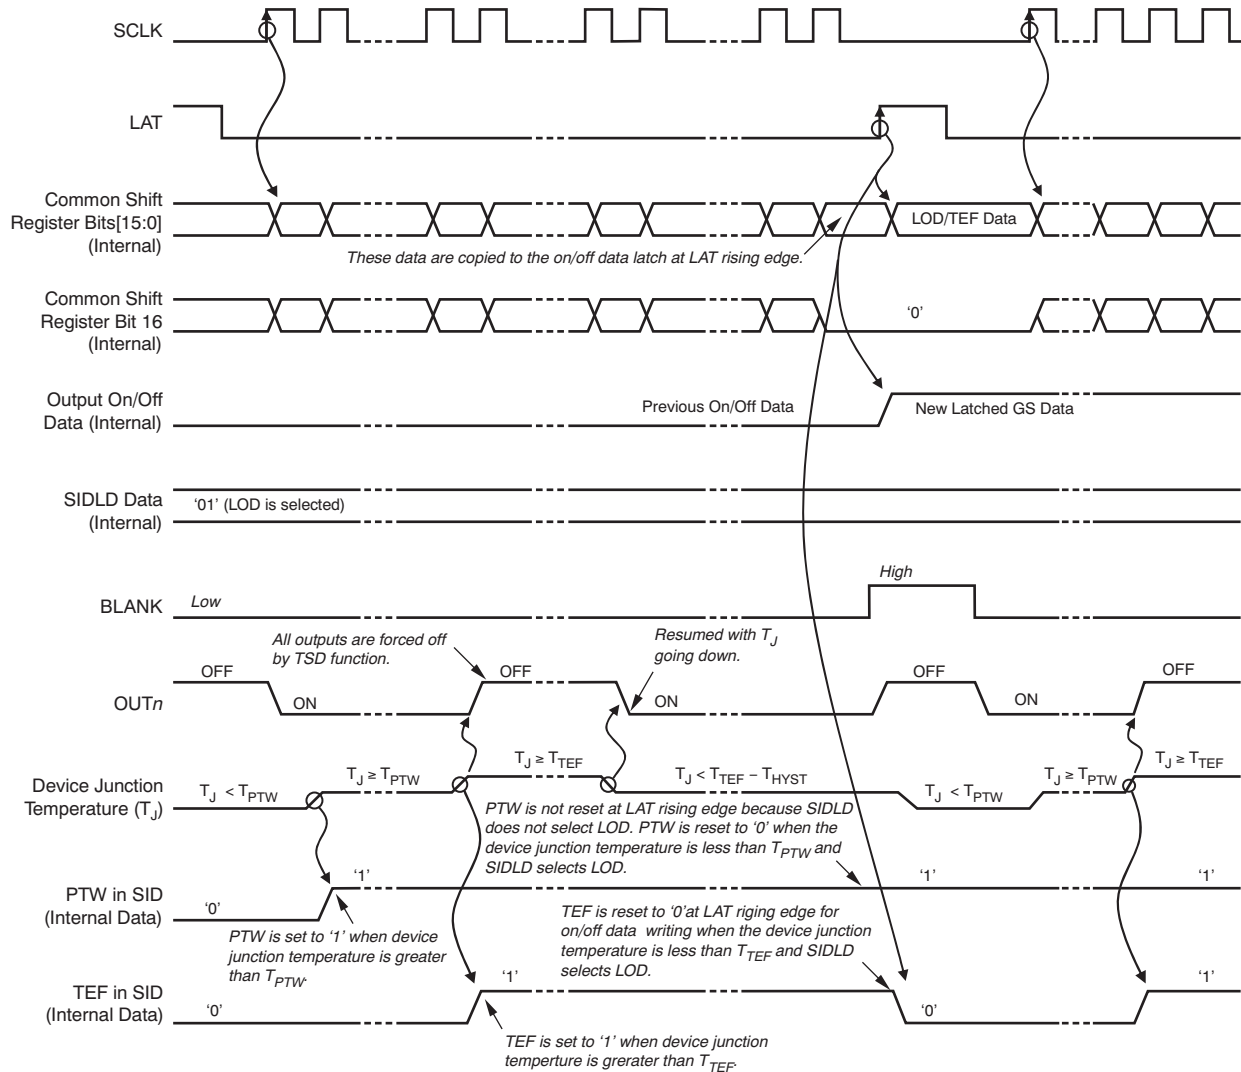 SCLK
LAT
Common Shift
Register Bits[15:0]
(Internal)
LOD/TEF Data
These data are copied to the on/off data latch at LAT rising edge.
Common Shift
Register Bit 16
(Internal)
‘0’
Output On/Off
Data (Internal)
Previous On/Off Data
New Latched GS Data
SIDLD Data
(Internal)
‘01’ (LOD is selected)
BLANK
Low
High
All outputs are forced off
by TSD function.
Resumed with TJ
going down.
OUTn
OFF
ON
OFF
ON
OFF
ON
OFF
Device Junction
Temperature (TJ)
TJ < TPTW
TJ ≥ TPTW
TJ ≥ TTEF
TJ < TTEF – THYST
TJ < TPTW
TJ ≥ TPTW
TJ ≥ TTEF
PTW is not reset at LAT rising edge because SIDLD
does not select LOD. PTW is reset to ‘0’ when the
device junction temperature is less than TPTW and
SIDLD selects LOD.
PTW in SID
(Internal Data)
‘0’
‘1’
‘1’
‘1’
PTW is set to ‘1’ when device
junction temperature is greater
than TPTW.
TEF is reset to ‘0’at LAT riging edge for
on/off data writing when the device junction
temperature is less than TTEF and SIDLD
selects LOD.
TEF in SID
(Internal Data)
‘0’
‘1’
‘0’
‘1’
TEF is set to ‘1’ when device junction
temperture is grerater than TTEF.